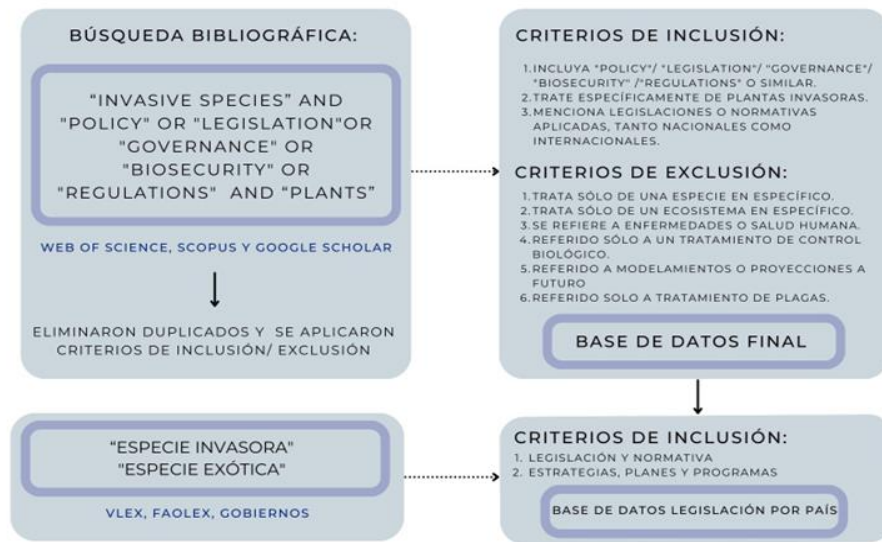 BÚSQUEDA BIBLIOGRÁFICA:
"INVASIVE SPECIES" AND
"POLICY" OR "LEGISLATION"OR
"GOVERNANCE" OR
"BIOSECURITY" OR
"REGULATIONS" AND "PLANTS"
WEB OF SCIENCE, SCOPUS Y GOOGLE SCHOLAR
ELIMINARON DUPLICADOS Y SE APLICARON
CRITERIOS DE INCLUSIÓN/ EXCLUSIÓN
CRITERIOS DE INCLUSIÓN:
1. INCLUYA "POLICY"/ "LEGISLATION"/ "GOVERNANCE"/
"BIOSECURITY" /"REGULATIONS" O SIMILAR.
2. TRATE ESPECÍFICAMENTE DE PLANTAS INVASORAS.
3. MENCIONA LEGISLACIONES O NORMATIVAS
APLICADAS, TANTO NACIONALES COMO
INTERNACIONALES.
CRITERIOS DE EXCLUSIÓN:
1. TRATA SÓLO DE UNA ESPECIE EN ESPECÍFICO.
2. TRATA SÓLO DE UN ECOSISTEMA EN ESPECÍFICO.
3. SE REFIERE A ENFERMEDADES O SALUD HUMANA.
4. REFERIDO SÓLO A UN TRATAMIENTO DE CONTROL
BIOLÓGICO.
5. REFERIDO A MODELAMIENTOS O PROYECCIONES A
FUTURO
6. REFERIDO SOLO A TRATAMIENTO DE PLAGAS.
BASE DE DATOS FINAL
"ESPECIE INVASORA"
"ESPECIE EXÓTICA"
VLEX, FAOLEX, GOBIERNOS
CRITERIOS DE INCLUSIÓN:
1. LEGISLACIÓN Y NORMATIVA
2. ESTRATEGIAS, PLANES Y PROGRAMAS
BASE DE DATOS LEGISLACIÓN POR PAÍS